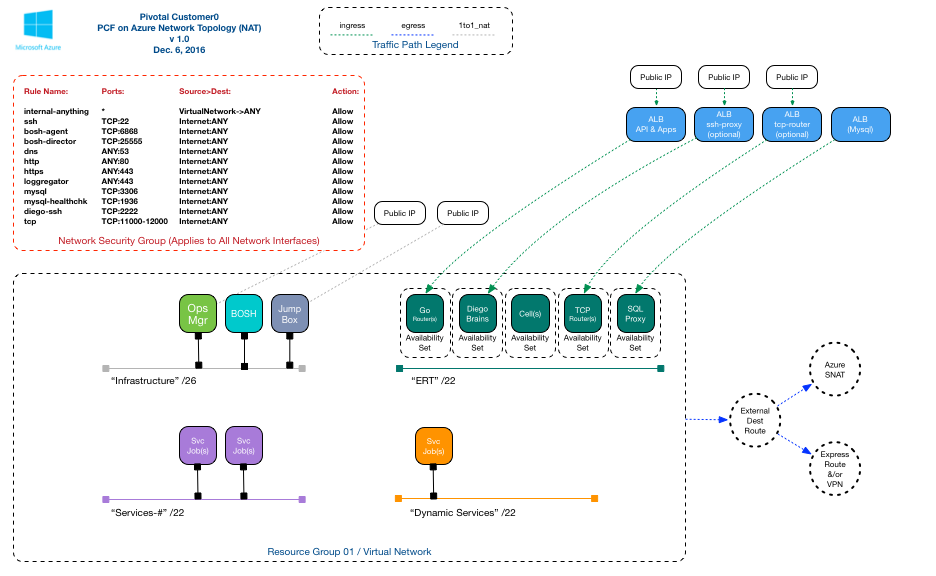 Microsoft Azure
Pivotal Customer0
PCF on Azure Network Topology (NAT)
v 1.0
Dec. 6, 2016
ingress egress 1to1_nat
Traffic Path Legend
Rule Name: Ports: Source>Dest: Action:
internal-anything * VirtualNetwork->ANY Allow
ssh TCP:22 Internet:ANY Allow
bosh-agent TCP:6868 Internet:ANY Allow
bosh-director TCP:25555 Internet:ANY Allow
dns ANY:53 Internet:ANY Allow
http ANY:80 Internet:ANY Allow
https ANY:443 Internet:ANY Allow
loggregator ANY:443 Internet:ANY Allow
mysql TCP:3306 Internet:ANY Allow
mysql-healthchk TCP:1936 Internet:ANY Allow
diego-ssh TCP:2222 Internet:ANY Allow
tcp TCP:11000-12000 Internet:ANY Allow
Network Security Group (Applies to All Network Interfaces)
Public IP
Public IP
Public IP
Public IP
Public IP
ALB
API & Apps
ALB
ssh-proxy
(optional)
ALB
tcp-router
(optional)
ALB
(Mysql)
Ops
Mgr
BOSH
Jump
Box
"Infrastructure" /26
Go
Router(s)
Availability
Set
Diego
Brains
Availability
Set
Cell(s)
Availability
Set
TCP
Router(s)
Availability
Set
SQL
Proxy
Availability
Set
"ERT" /22
Svc
Job(s)
Svc
Job(s)
"Services-#" /22
Svc
Job(s)
"Dynamic Services" /22
Resource Group 01 / Virtual Network
External
Dest
Route
Azure
SNAT
Express
Route
&/or
VPN